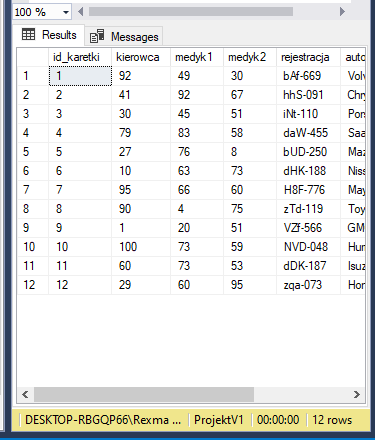 100 %
Results Messages
id_karetki kierowca medyk1 medyk2 rejestracja auto
1 1 92 49 30 bAf-669 Volv
2 2 41 92 67 hhS-091 Chry
3 3 30 45 51 iNt-110 Pors
4 4 79 83 58 daW-455 Saa
5 5 27 76 8 bUD-250 Maz
6 6 10 63 73 dHK-188 Niss
7 7 95 66 60 H8F-776 May
8 8 90 4 75 zTd-119 Toy
9 9 1 20 51 VZf-566 GM
10 10 100 73 59 NVD-048 Hum
11 11 60 73 53 dDK-187 Isuz
12 12 29 60 95 zqa-073 Hon
DESKTOP-RBGQP66\Rexma ... ProjektV1 00:00:00 12 rows